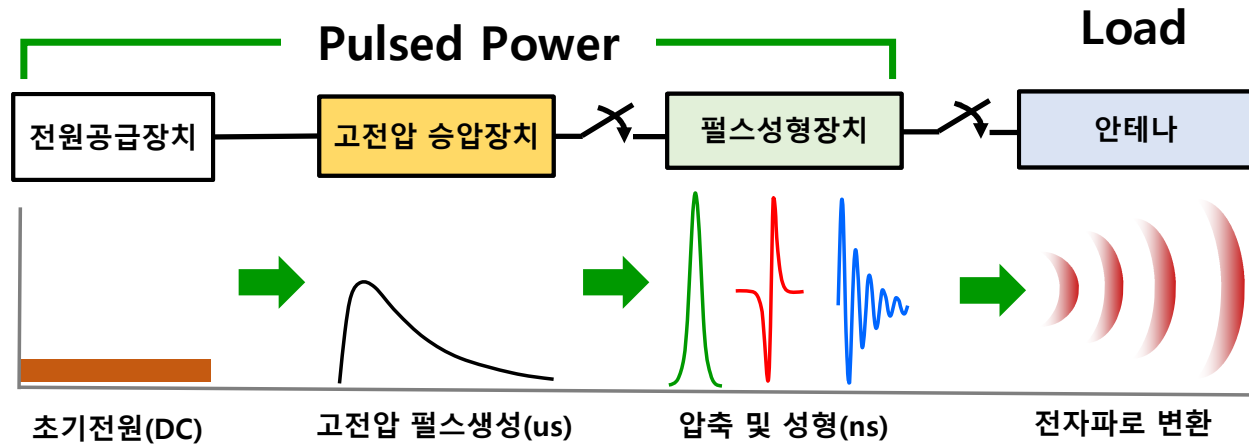 Pulsed Power
Load
전원공급장치
고전압 승압장치
펄스성형장치
안테나
초기전원(DC)
고전압 펄스생성(us)
압축 및 성형(ns)
전자파로 변환